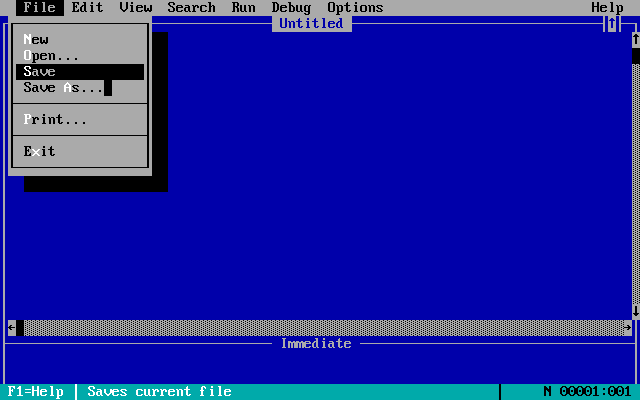 File Edit View Search Run Debug Options Help
Untitled
New
Open...
Save
Save As...
Print...
Exit
Immediate
F1=Help Saves current file N 00001:001